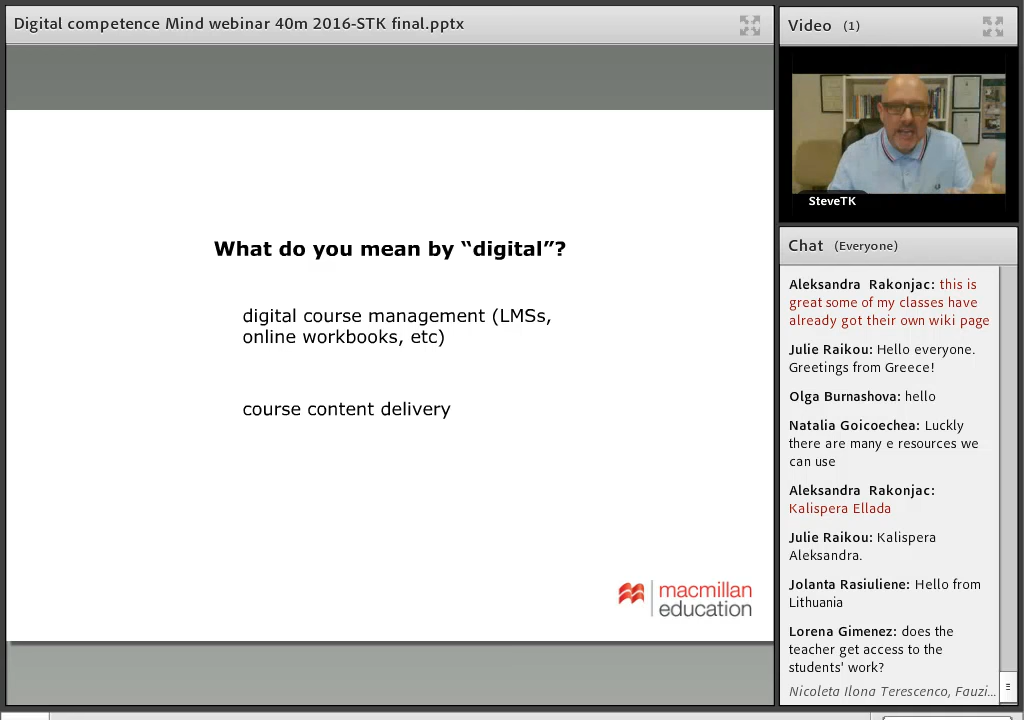 Digital competence Mind webinar 40m 2016-STK final.pptx
What do you mean by “digital”?
digital course management (LMSs,
online workbooks, etc)
course content delivery
macmillan
education
Video (1)
SteveTK
Chat (Everyone)
Aleksandra Rakonjac: this is
great some of my classes have
already got their own wiki page
Julie Raikou: Hello everyone.
Greetings from Greece!
Olga Burnashova: hello
Natalia Goicoechea: Luckly
there are many e resources we
can use
Aleksandra Rakonjac:
Kalispera Ellada
Julie Raikou: Kalispera
Aleksandra.
Jolanta Rasiuliene: Hello from
Lithuania
Lorena Gimenez: does the
teacher get access to the
students' work?
Nicoleta Ilona Terescenco, Fauzi...